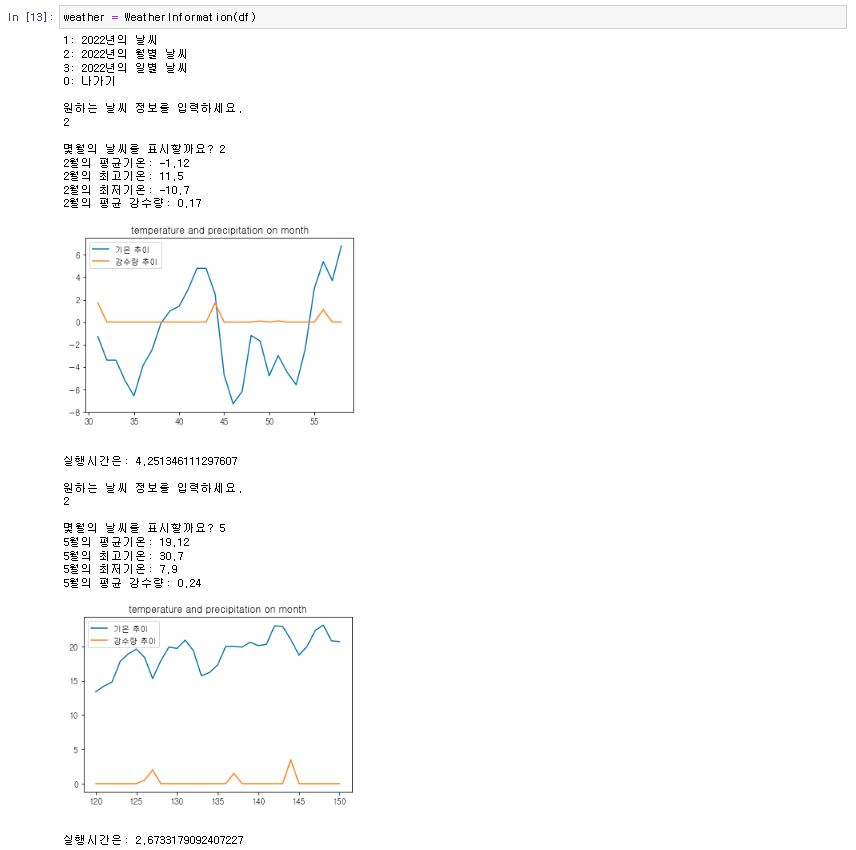 In [13]: weather = WeatherInformation(df)
1: 2022년의 날씨
2: 2022년의 월별 날씨
3: 2022년의 일별 날씨
0: 나가기
원하는 날씨 정보을 입력하세요.
2
몇월의 날씨을 표시할까요? 2
2월의 평균기온: -1.12
2월의 최고기온: 11.5
2월의 최저기온: -10.7
2월의 평균 강수량: 0.17
temperature and precipitation on month
기온 추이
강수량 추이
6
4
2
0
−2
−4
−6
−8
30 35 40 45 50 55
실행시간은: 4.251346111297607
원하는 날씨 정보을 입력하세요.
2
몇월의 날씨을 표시할까요? 5
5월의 평균기온: 19.12
5월의 최고기온: 30.7
5월의 최저기온: 7.9
5월의 평균 강수량: 0.24
temperature and precipitation on month
기온 추이
강수량 추이
20
15
10
5
0
120 125 130 135 140 145 150
실행시간은: 2.6733179092407227